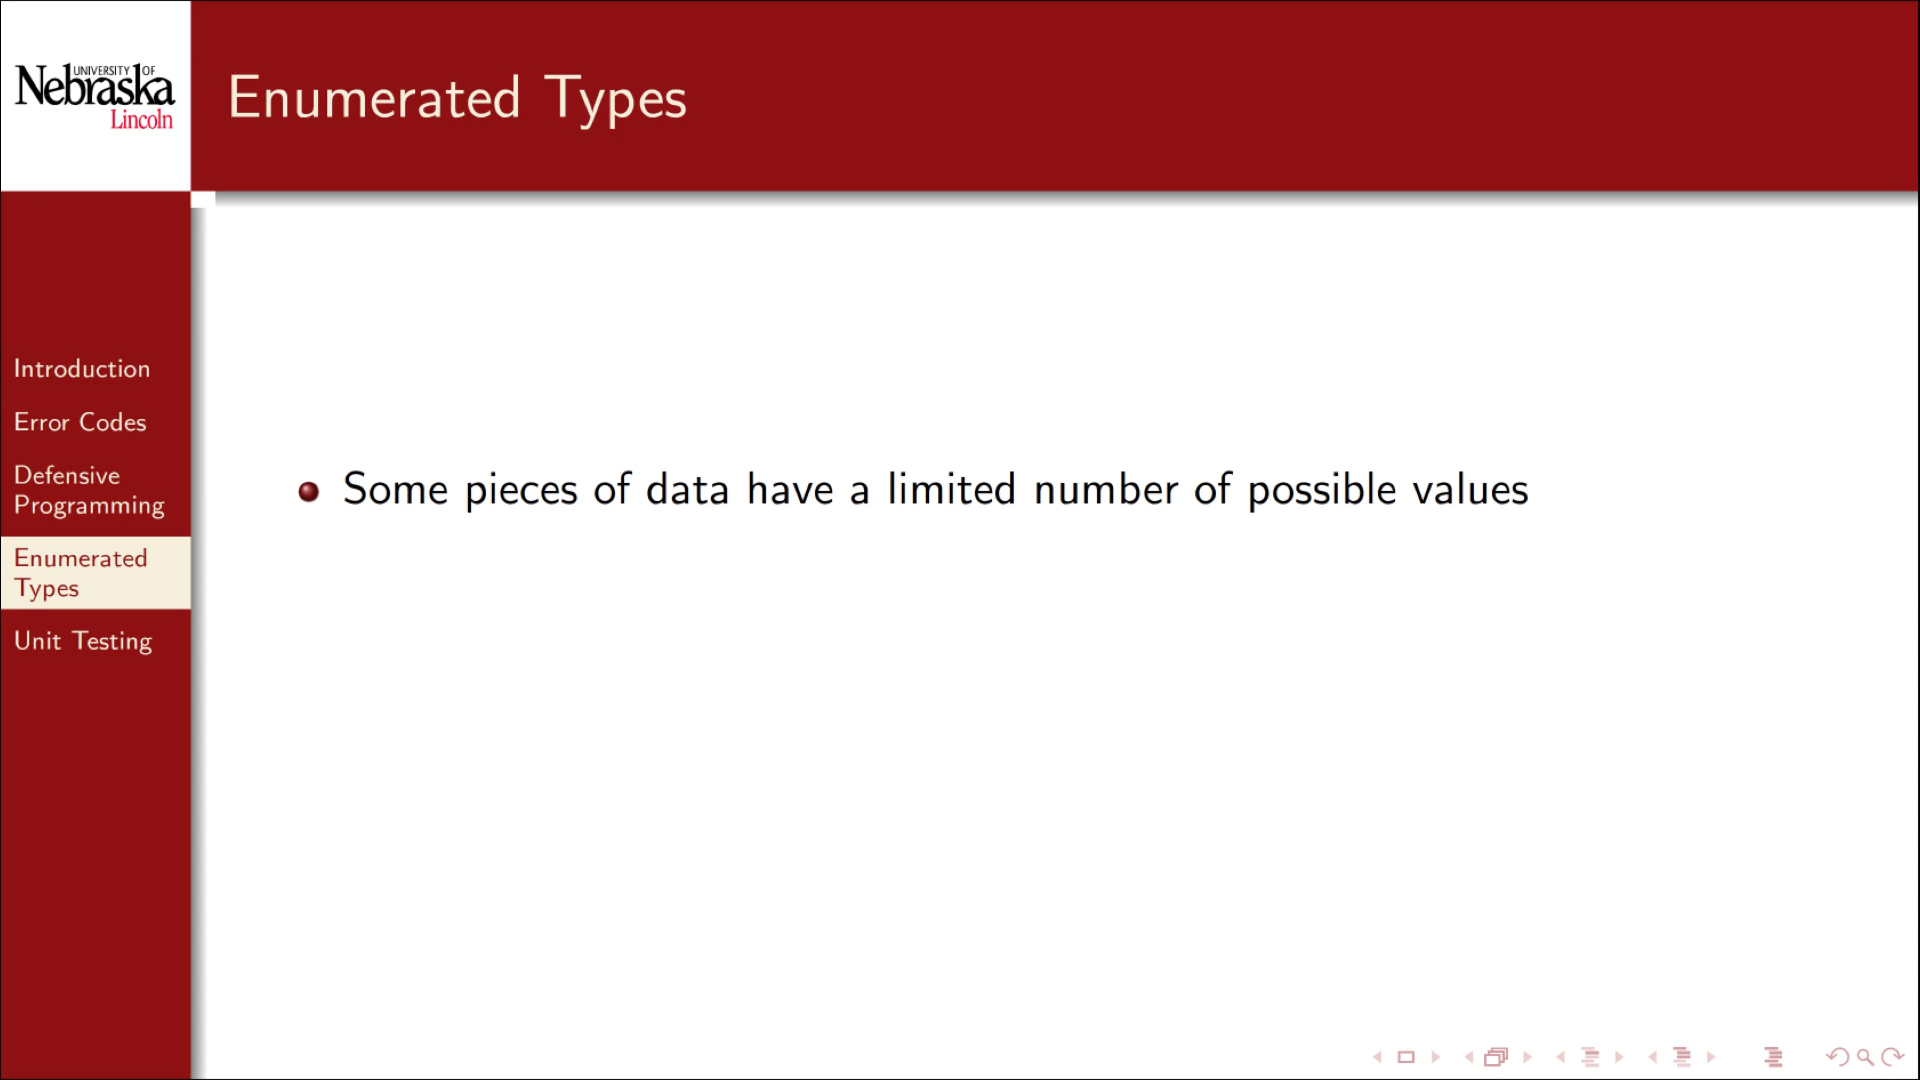 UNIVERSITY OF
Nebraska
Lincoln
Enumerated Types
Introduction
Error Codes
Defensive
Programming
Enumerated
Types
Unit Testing
Some pieces of data have a limited number of possible values